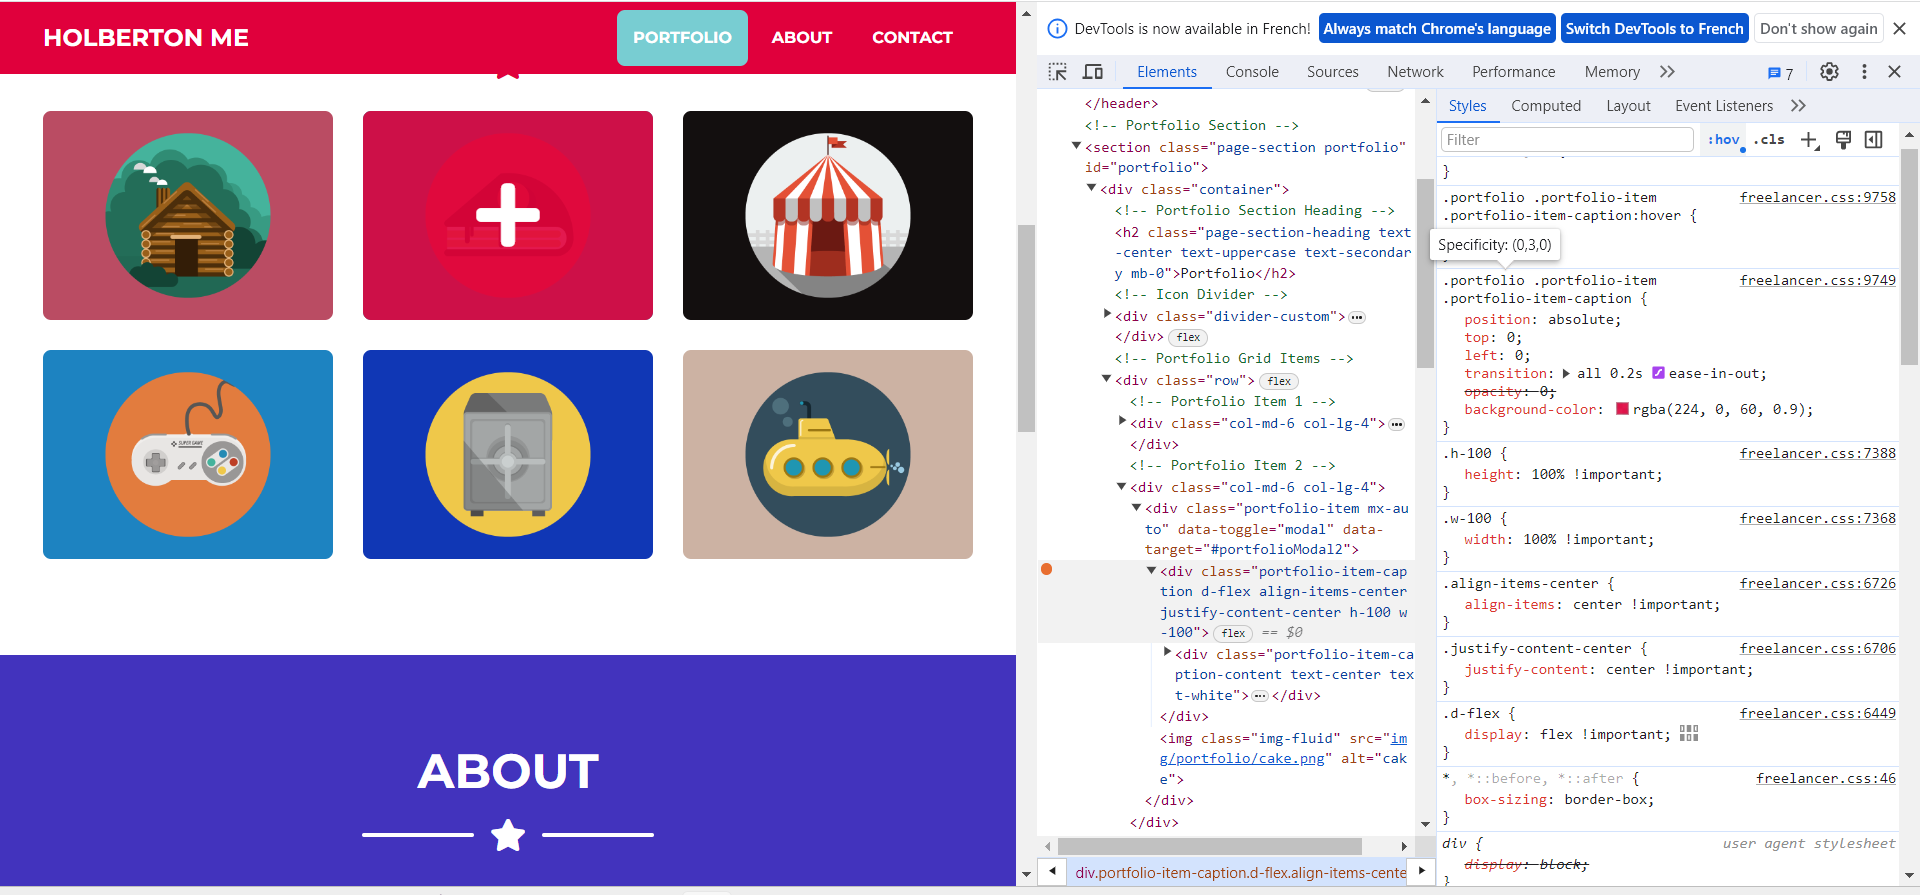 HOLBERTON ME
PORTFOLIO
ABOUT
CONTACT
SUPER GAME
ABOUT
DevTools is now available in French!
Always match Chrome's language
Switch DevTools to French
Don't show again
Elements
Console
Sources
Network
Performance
Memory
7
</header>
<!-- Portfolio Section -->
<section class="page-section portfolio"
id="portfolio">
<div class="container">
<!-- Portfolio Section Heading -->
<h2 class="page-section-heading text
-center text-uppercase text-secondar
y mb-0">Portfolio</h2>
<!-- Icon Divider -->
<div class="divider-custom">
</div> flex
<!-- Portfolio Grid Items -->
<div class="row"> flex
<!-- Portfolio Item 1 -->
<div class="col-md-6 col-lg-4">
</div>
<!-- Portfolio Item 2 -->
<div class="col-md-6 col-lg-4">
<div class="portfolio-item mx-au
to" data-toggle="modal" data-
target="#portfolioModal2">
<div class="portfolio-item-cap
tion d-flex align-items-center
justify-content-center h-100 w
-100"> flex == $0
<div class="portfolio-item-ca
ption-content text-center tex
t-white"> </div>
</div>
<img class="img-fluid" src="im
g/portfolio/cake.png" alt="cak
e">
</div>
</div>
div.portfolio-item-caption.d-flex.align-items-cente
Styles
Computed
Layout
Event Listeners
Filter
:hov
.cls
}
.portfolio .portfolio-item freelancer.css:9758
.portfolio-item-caption:hover {
Specificity: (0,3,0)
.portfolio .portfolio-item freelancer.css:9749
.portfolio-item-caption {
position: absolute;
top: 0;
left: 0;
transition: all 0.2s ease-in-out;
opacity: 0;
background-color: rgba(224, 0, 60, 0.9);
}
.h-100 { freelancer.css:7388
height: 100% !important;
}
.w-100 { freelancer.css:7368
width: 100% !important;
}
.align-items-center { freelancer.css:6726
align-items: center !important;
}
.justify-content-center { freelancer.css:6706
justify-content: center !important;
}
.d-flex { freelancer.css:6449
display: flex !important;
}
*, *::before, *::after { freelancer.css:46
box-sizing: border-box;
}
div { user agent stylesheet
display: block;
}